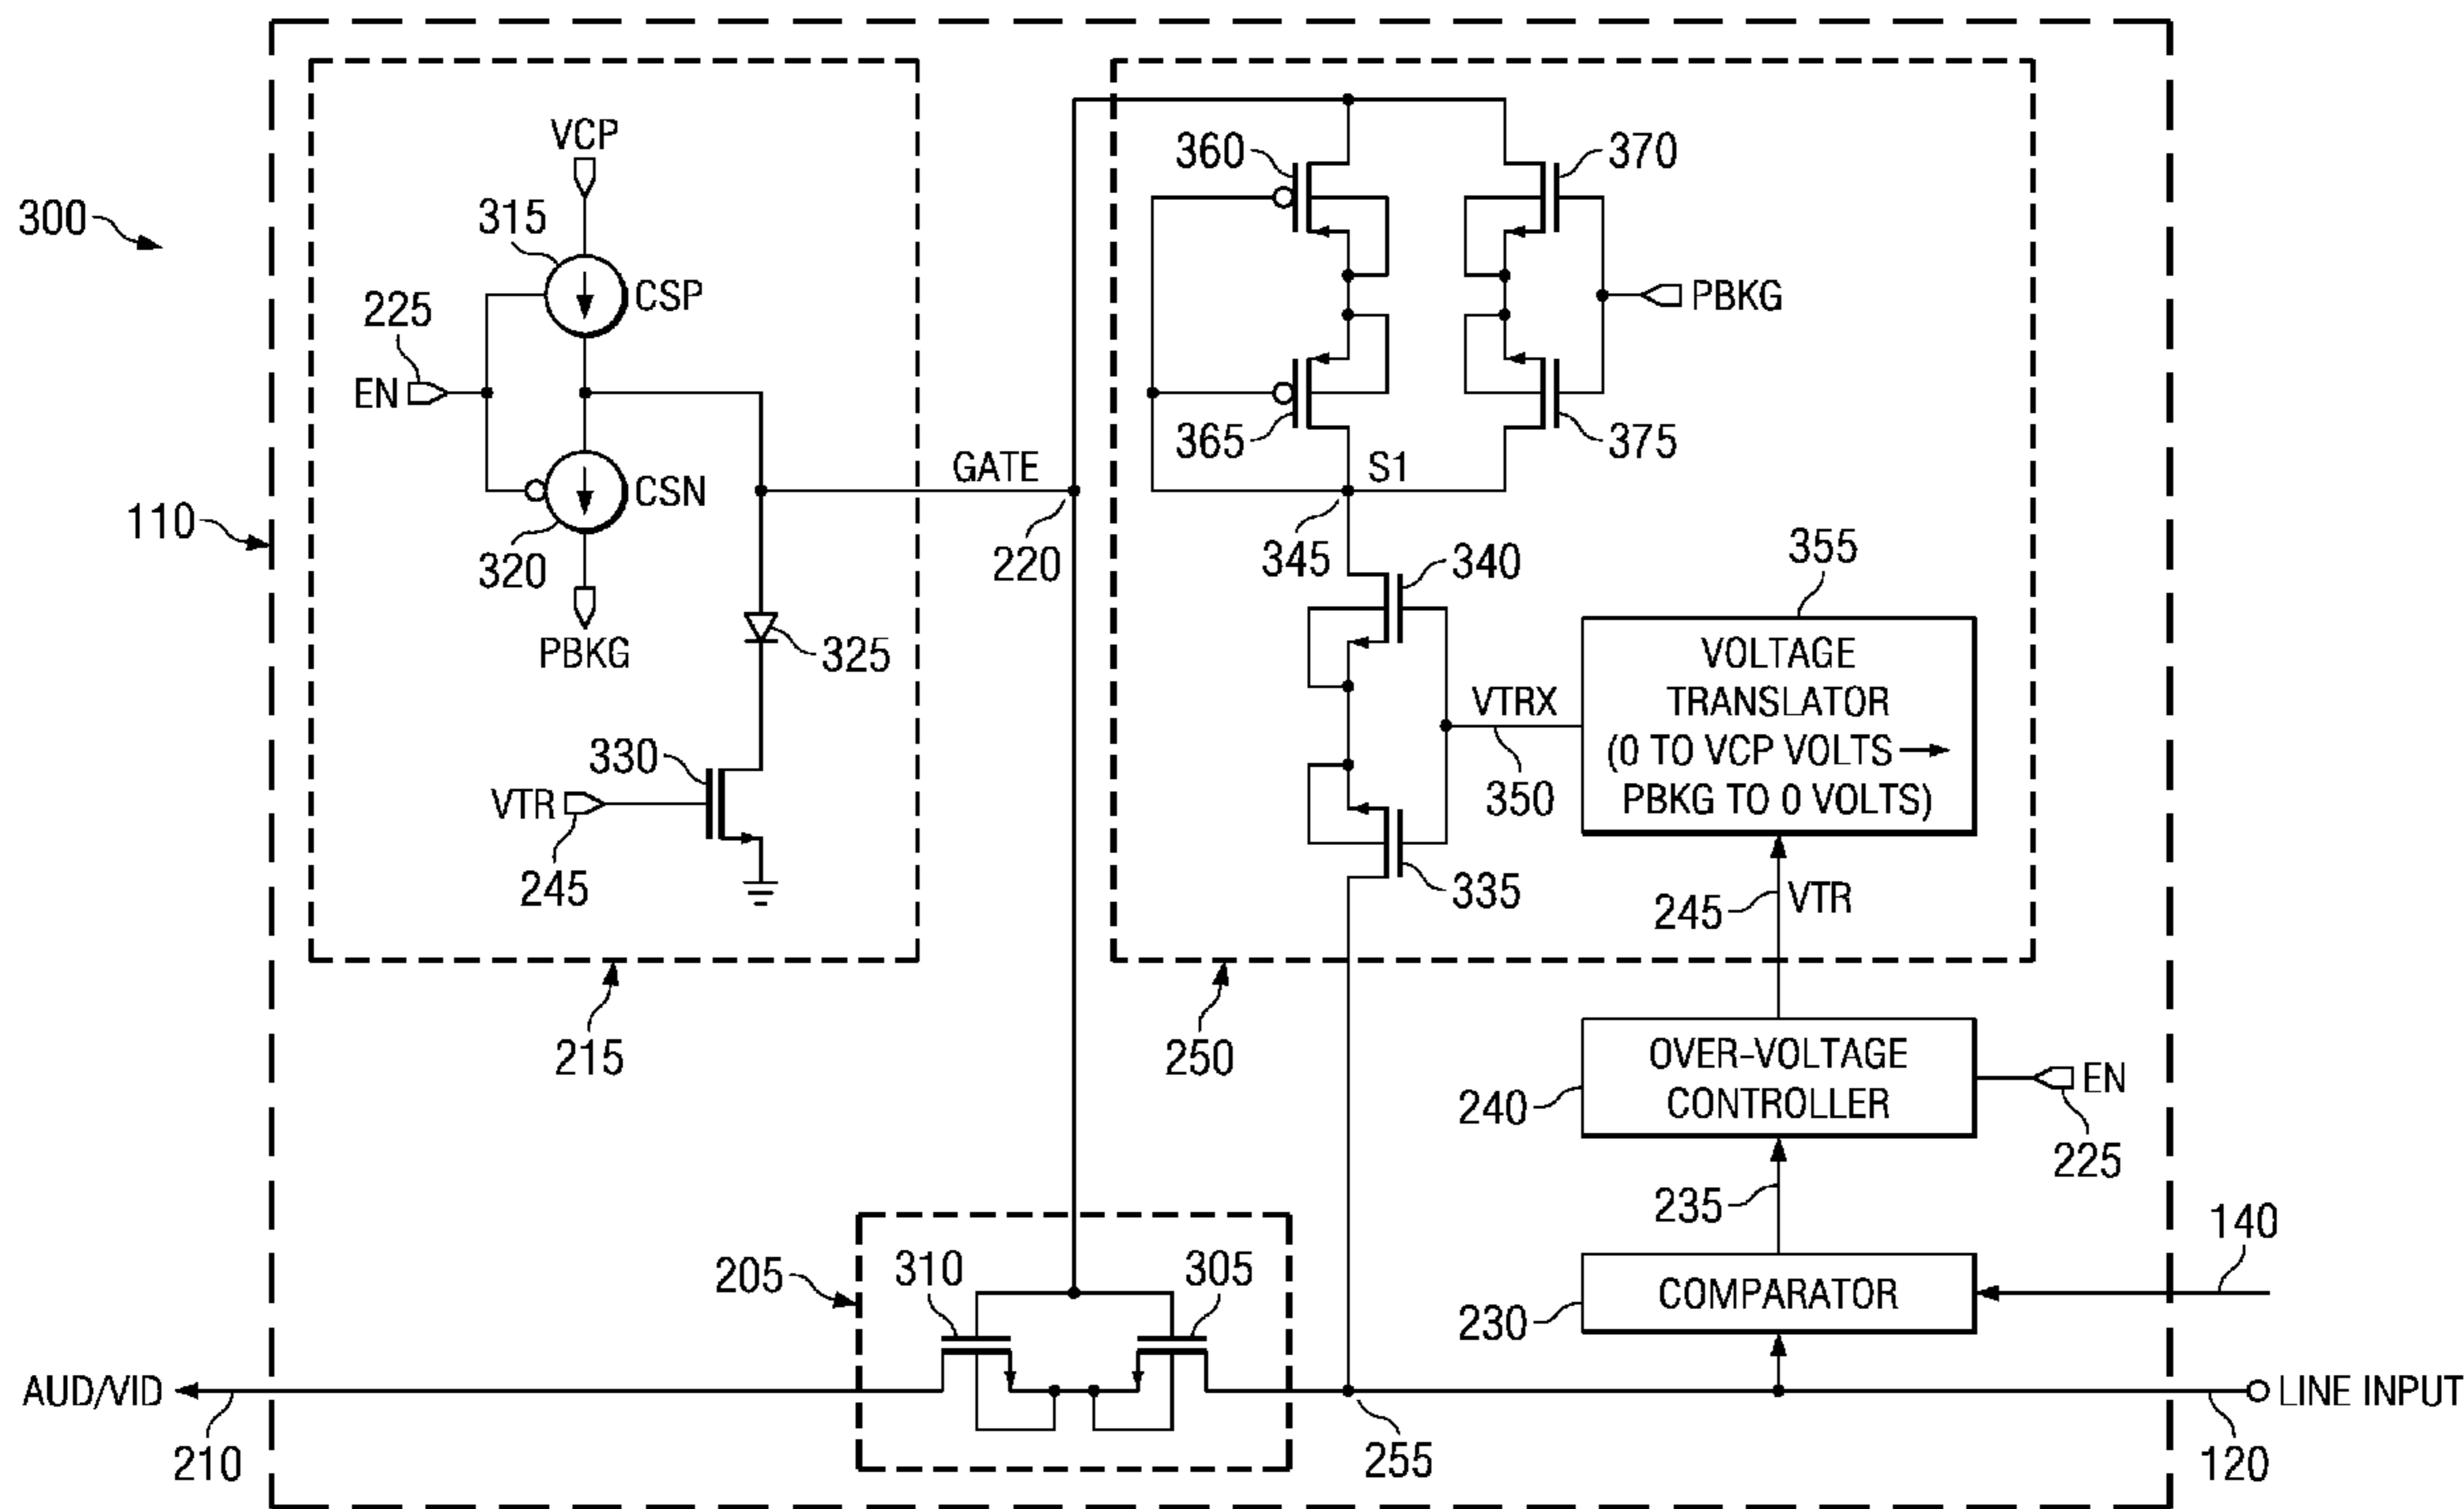 300
110
VCP
315
CSP
225
EN
CSN
320
PBKG
325
330
VTR
245
215
GATE
220
360
370
PBKG
365
375
S1
345
340
355
VOLTAGE
TRANSLATOR
(0 TO VCP VOLTS →
PBKG TO 0 VOLTS)
VTRX
350
335
245
VTR
250
OVER-VOLTAGE
CONTROLLER
240
EN
225
235
140
COMPARATOR
230
205
310
305
AUD/VID
210
255
LINE INPUT
120